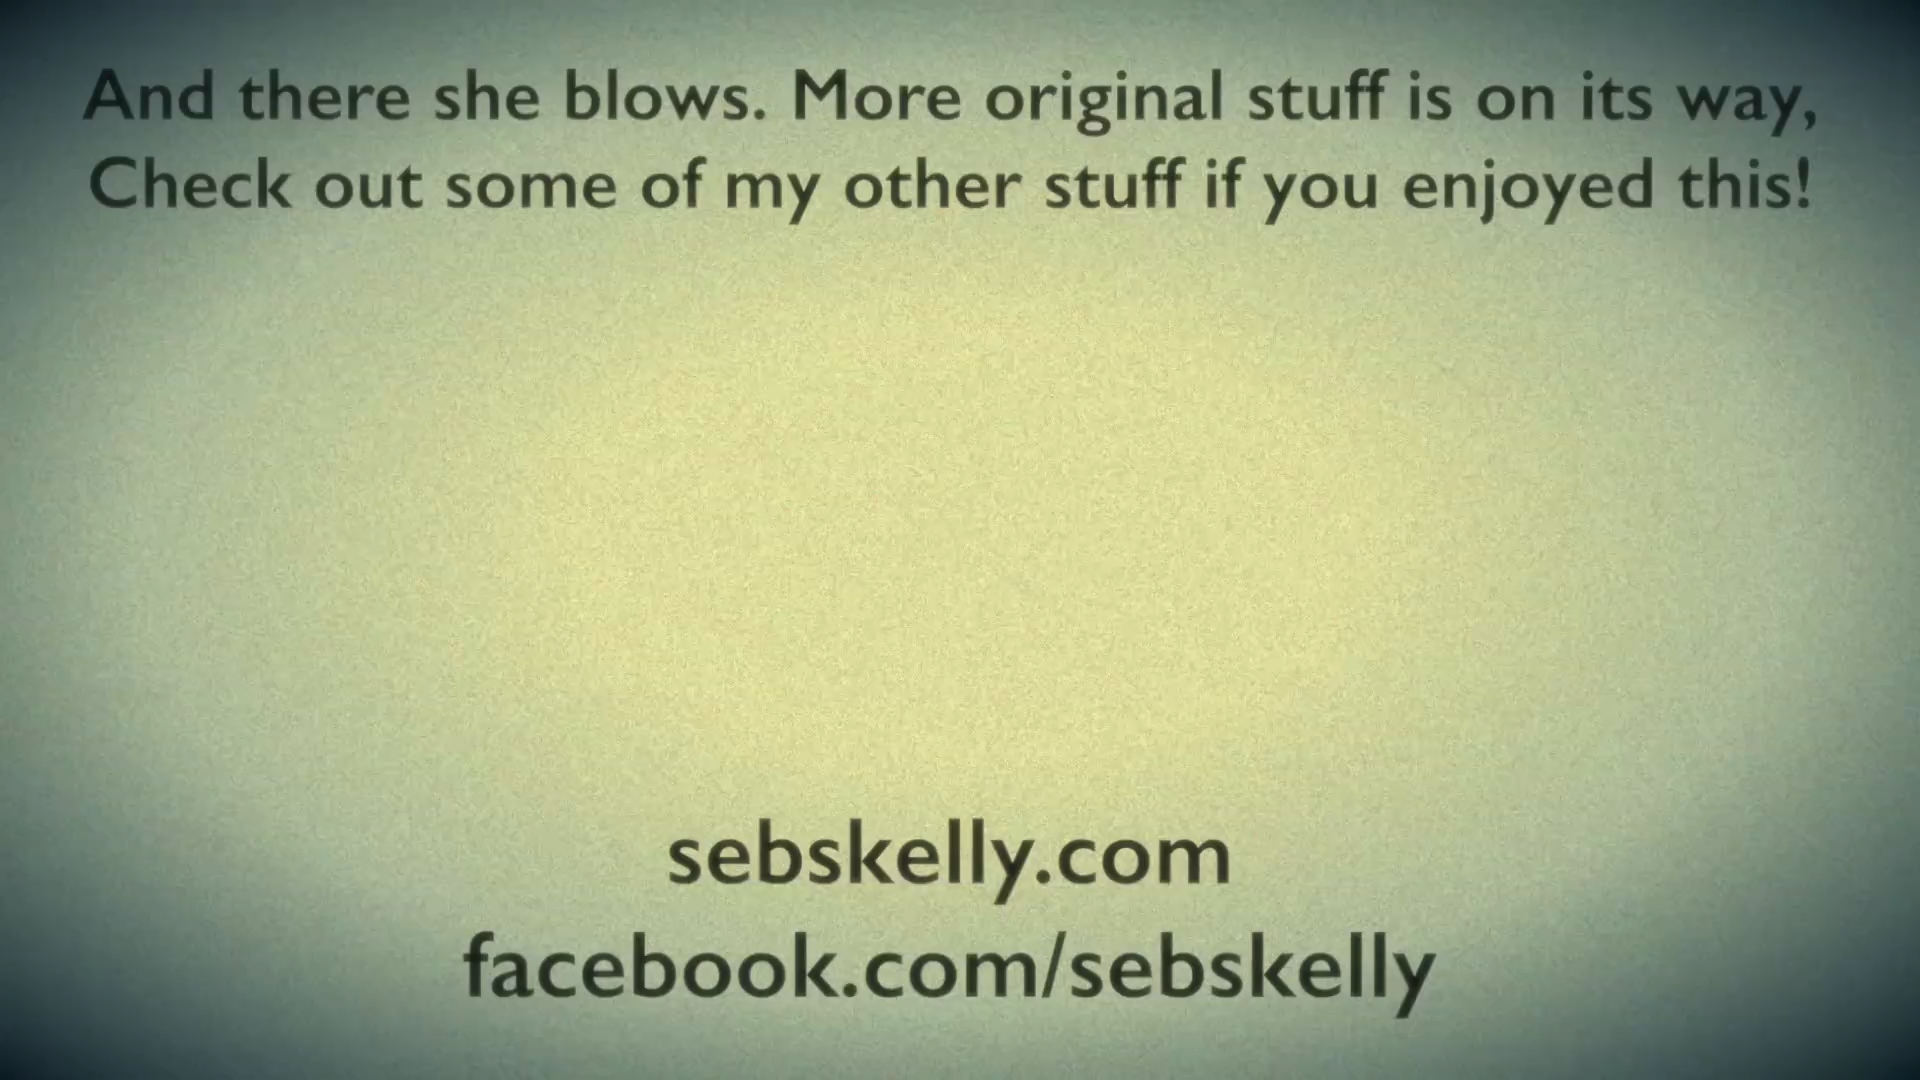 And there she blows. More original stuff is on its way,
Check out some of my other stuff if you enjoyed this!
sebskelly.com
facebook.com/sebskelly